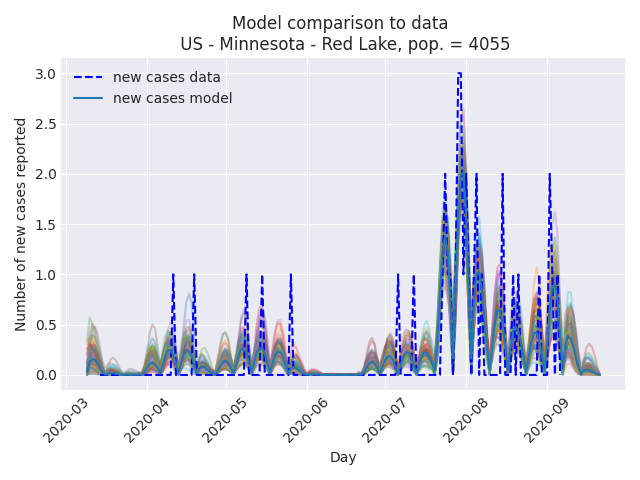 Model comparison to data
US - Minnesota - Red Lake, pop. = 4055
new cases data
new cases model
Number of new cases reported
3.0
2.5
2.0
1.5
1.0
0.5
0.0
2020-03
2020-04
2020-05
2020-06
2020-07
2020-08
2020-09
Day